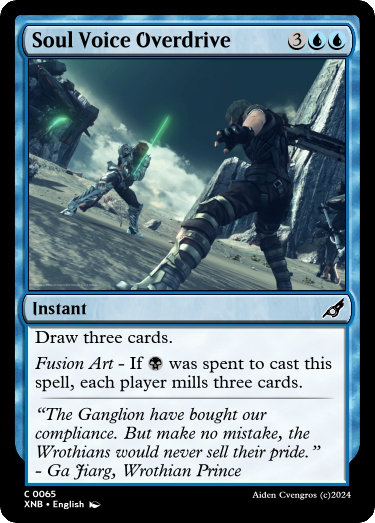 Soul Voice Overdrive 3
Instant
Draw three cards.
Fusion Art - If was spent to cast this
spell, each player mills three cards.
"The Ganglion have bought our
compliance. But make no mistake, the
Wrothians would never sell their pride."
- Ga Jiarg, Wrothian Prince
C 0065
XNB • English
Aiden Cvengros (c)2024